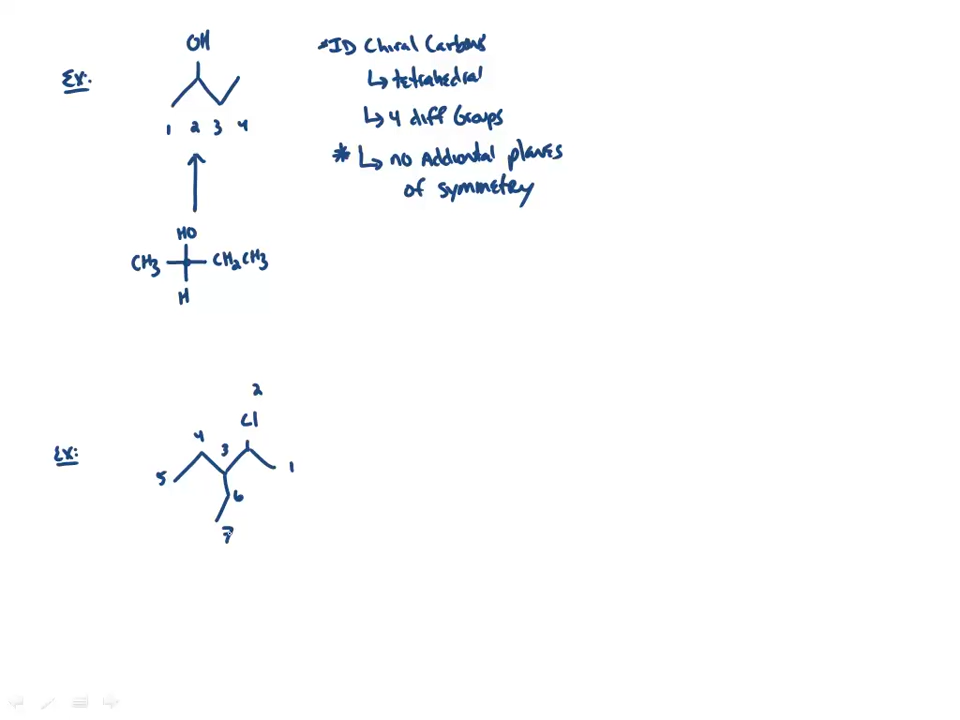 Ex:
OH
1 2 3 4
HO
CH3 CH2CH3
H
*ID Chiral Carbons
↳ tetrahedral
↳ 4 diff Groups
* ↳ no Addiontal planes
of symmetry
Ex:
2
Cl
4 3
5 1
6
7